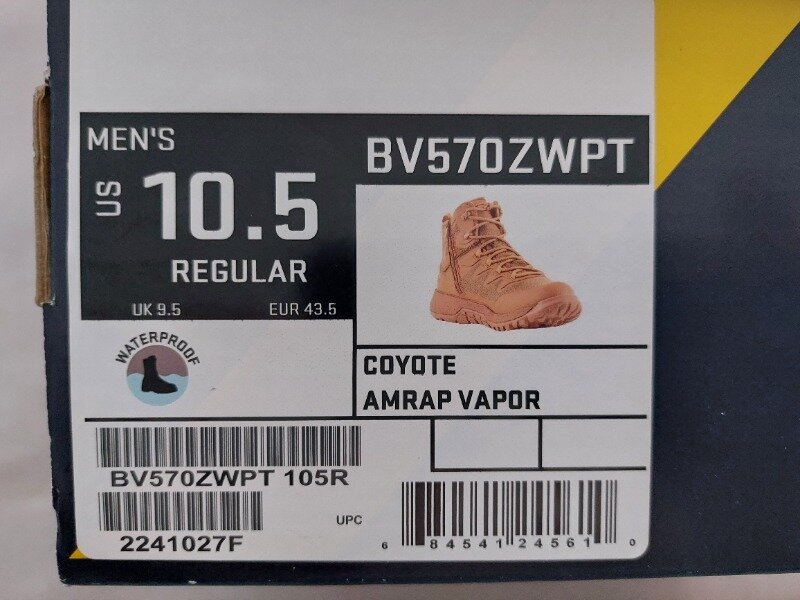 MEN'S
US
10.5
REGULAR
UK 9.5 EUR 43.5
BV570ZWPT
WATERPROOF
COYOTE
AMRAP VAPOR
BV570ZWPT 105R
2241027F
UPC
6 84541 24561 0